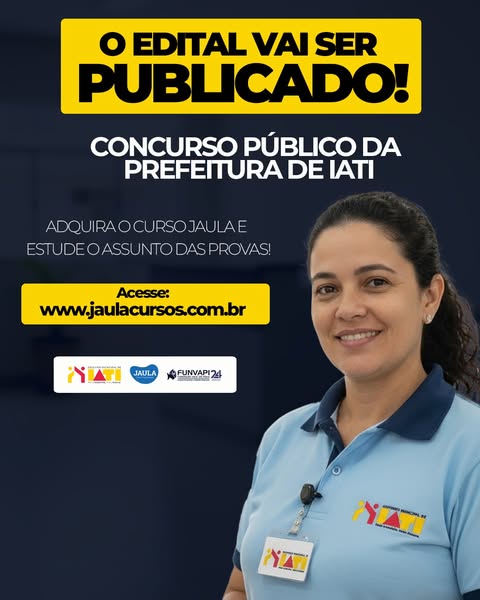 O EDITAL VAI SER
PUBLICADO!
CONCURSO PÚBLICO DA
PREFEITURA DE IATI
ADQUIRA O CURSO JAULA E
ESTUDE O ASSUNTO DAS PROVAS!
Acesse:
www.jaulacursos.com.br
IATI
JAULA
FUNVAPI
24
IATI
IATI